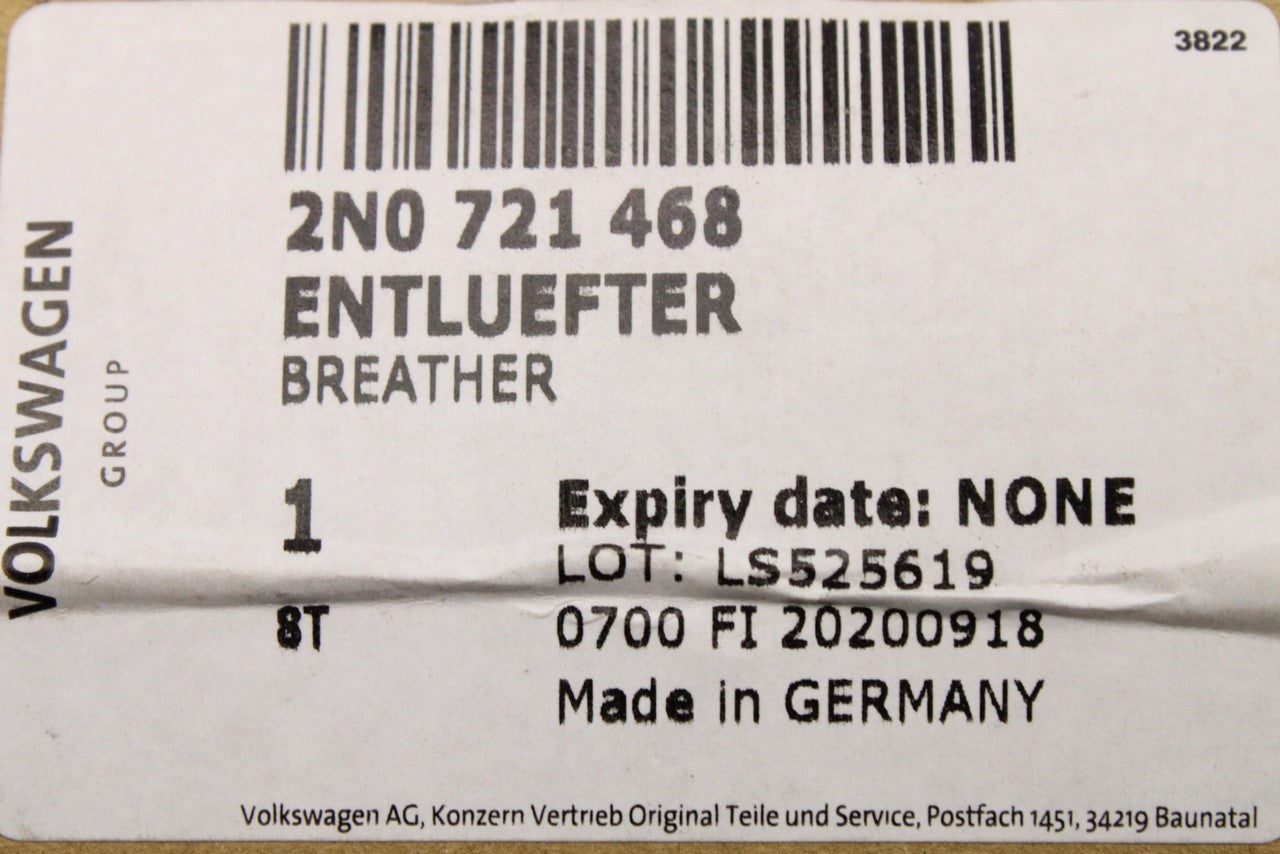 3822
2N0 721 468
ENTLUEFTER
BREATHER
VOLKSWAGEN
GROUP
1
Expiry date: NONE
LOT: LS525619
8T
0700 FI 20200918
Made in GERMANY
Volkswagen AG, Konzern Vertrieb Original Teile und Service, Postfach 1451, 34219 Baunatal